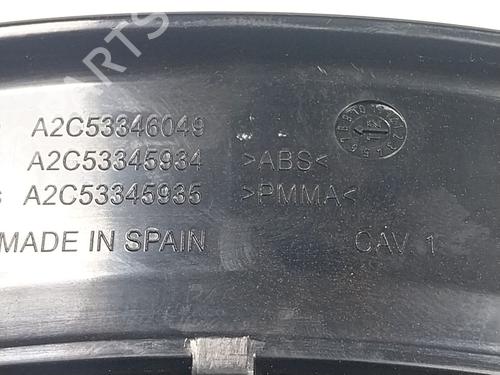 A2C53346049
A2C53345934 >ABS<
s A2C53345935 >PMMA<
MADE IN SPAIN CAV. 1